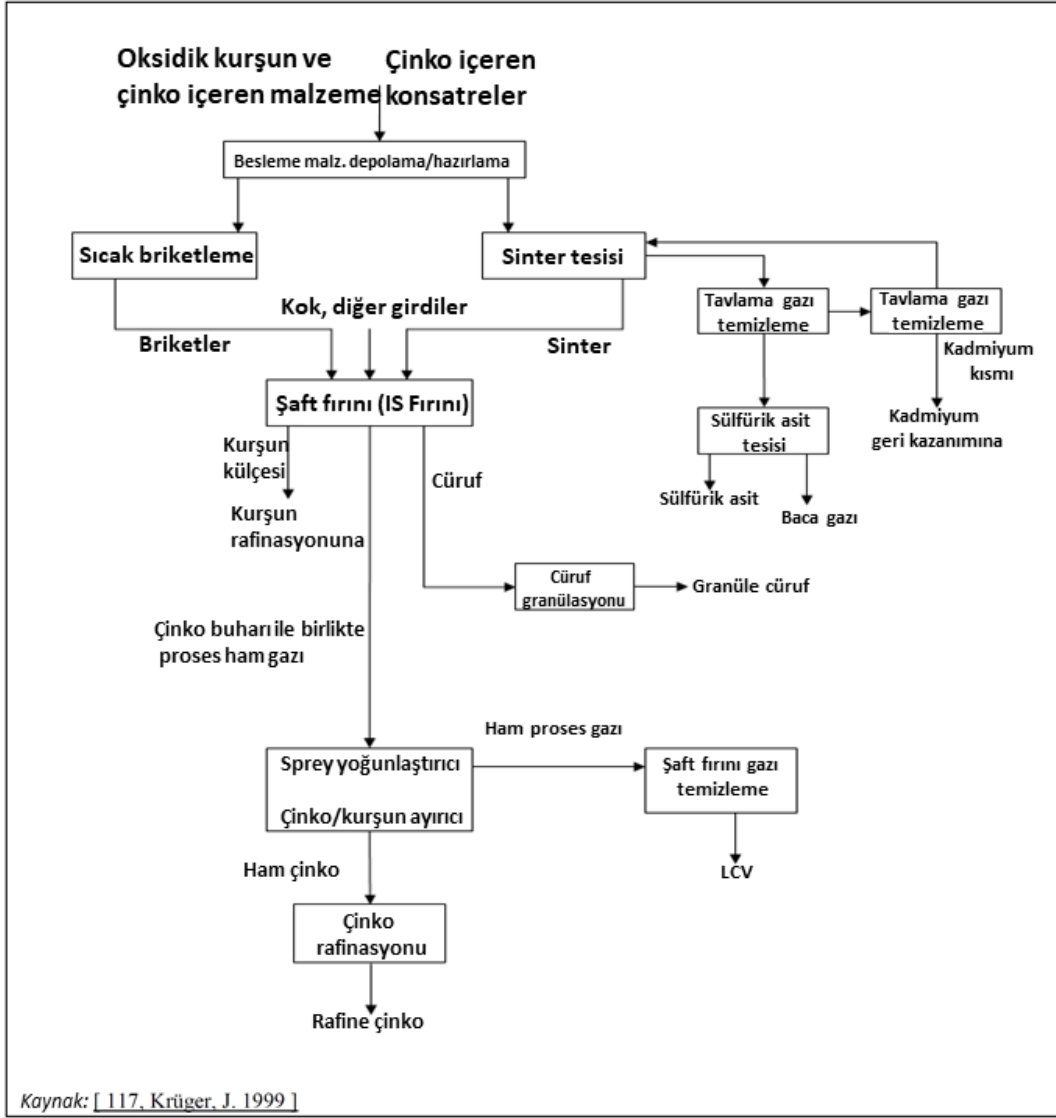 Oksidik kurşun ve
çinko içeren malzeme
Çinko içeren
konsatreler
Besleme malz. depolama/hazırlama
Sıcak briketleme
Sinter tesisi
Kok, diğer girdiler
Briketler
Sinter
Tavlama gazı
temizleme
Tavlama gazı
temizleme
Kadmiyum
kısmı
Kadmiyum
geri kazanımına
Şaft fırını (IS Fırını)
Sülfürik asit
tesisi
Sülfürik asit
Baca gazı
Kurşun
külçesi
Kurşun
rafinasyonuna
Cüruf
Cüruf
granülasyonu
Granüle cüruf
Çinko buharı ile birlikte
proses ham gazı
Ham proses gazı
Sprey yoğunlaştırıcı
Çinko/kurşun ayırıcı
Şaft fırını gazı
temizleme
LCV
Ham çinko
Çinko
rafinasyonu
Rafine çinko
Kaynak: [ 117, Krüger, J. 1999 ]